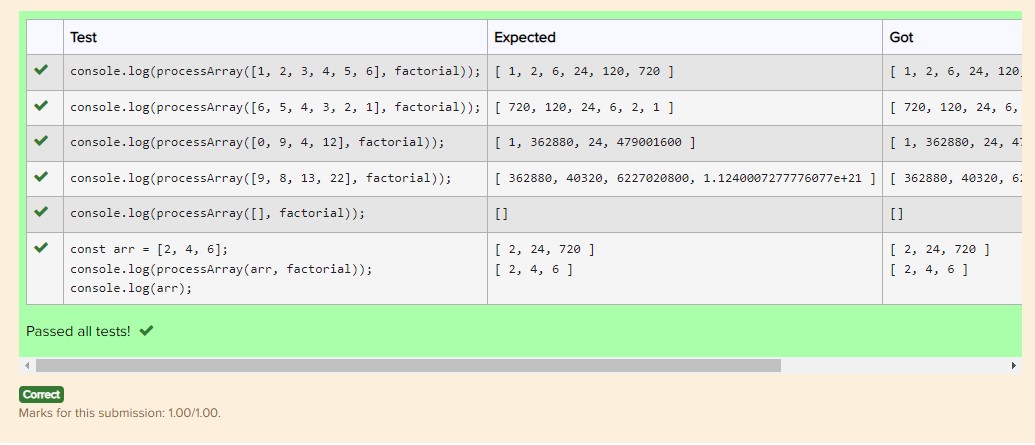 Test Expected Got
console.log(processArray([1, 2, 3, 4, 5, 6], factorial)); [ 1, 2, 6, 24, 120, 720 ] [ 1, 2, 6, 24, 120,
console.log(processArray([6, 5, 4, 3, 2, 1], factorial)); [ 720, 120, 24, 6, 2, 1 ] [ 720, 120, 24, 6,
console.log(processArray([0, 9, 4, 12], factorial)); [ 1, 362880, 24, 479001600 ] [ 1, 362880, 24, 4
console.log(processArray([9, 8, 13, 22], factorial)); [ 362880, 40320, 6227020800, 1.1240007277776077e+21 ] [ 362880, 40320, 6
console.log(processArray([], factorial)); [] []
const arr = [2, 4, 6]; [ 2, 24, 720 ] [ 2, 24, 720 ]
console.log(processArray(arr, factorial)); [ 2, 4, 6 ] [ 2, 4, 6 ]
console.log(arr);
Passed all tests!
Correct
Marks for this submission: 1.00/1.00.